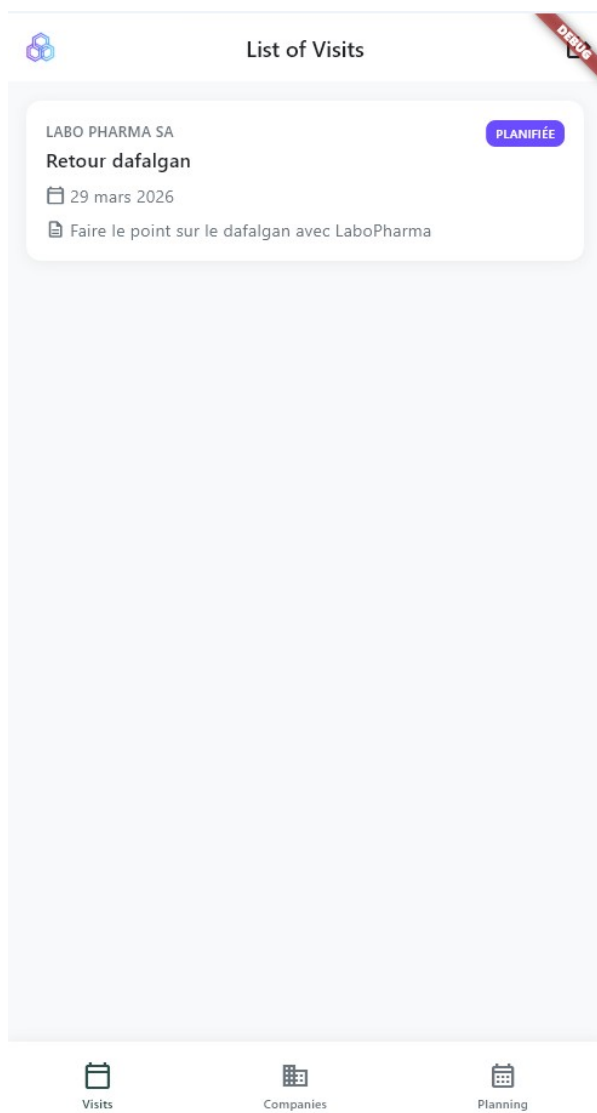 List of Visits
DEBUG
LABO PHARMA SA
PLANIFIÉE
Retour dafalgan
29 mars 2026
Faire le point sur le dafalgan avec LaboPharma
Visits
Companies
Planning